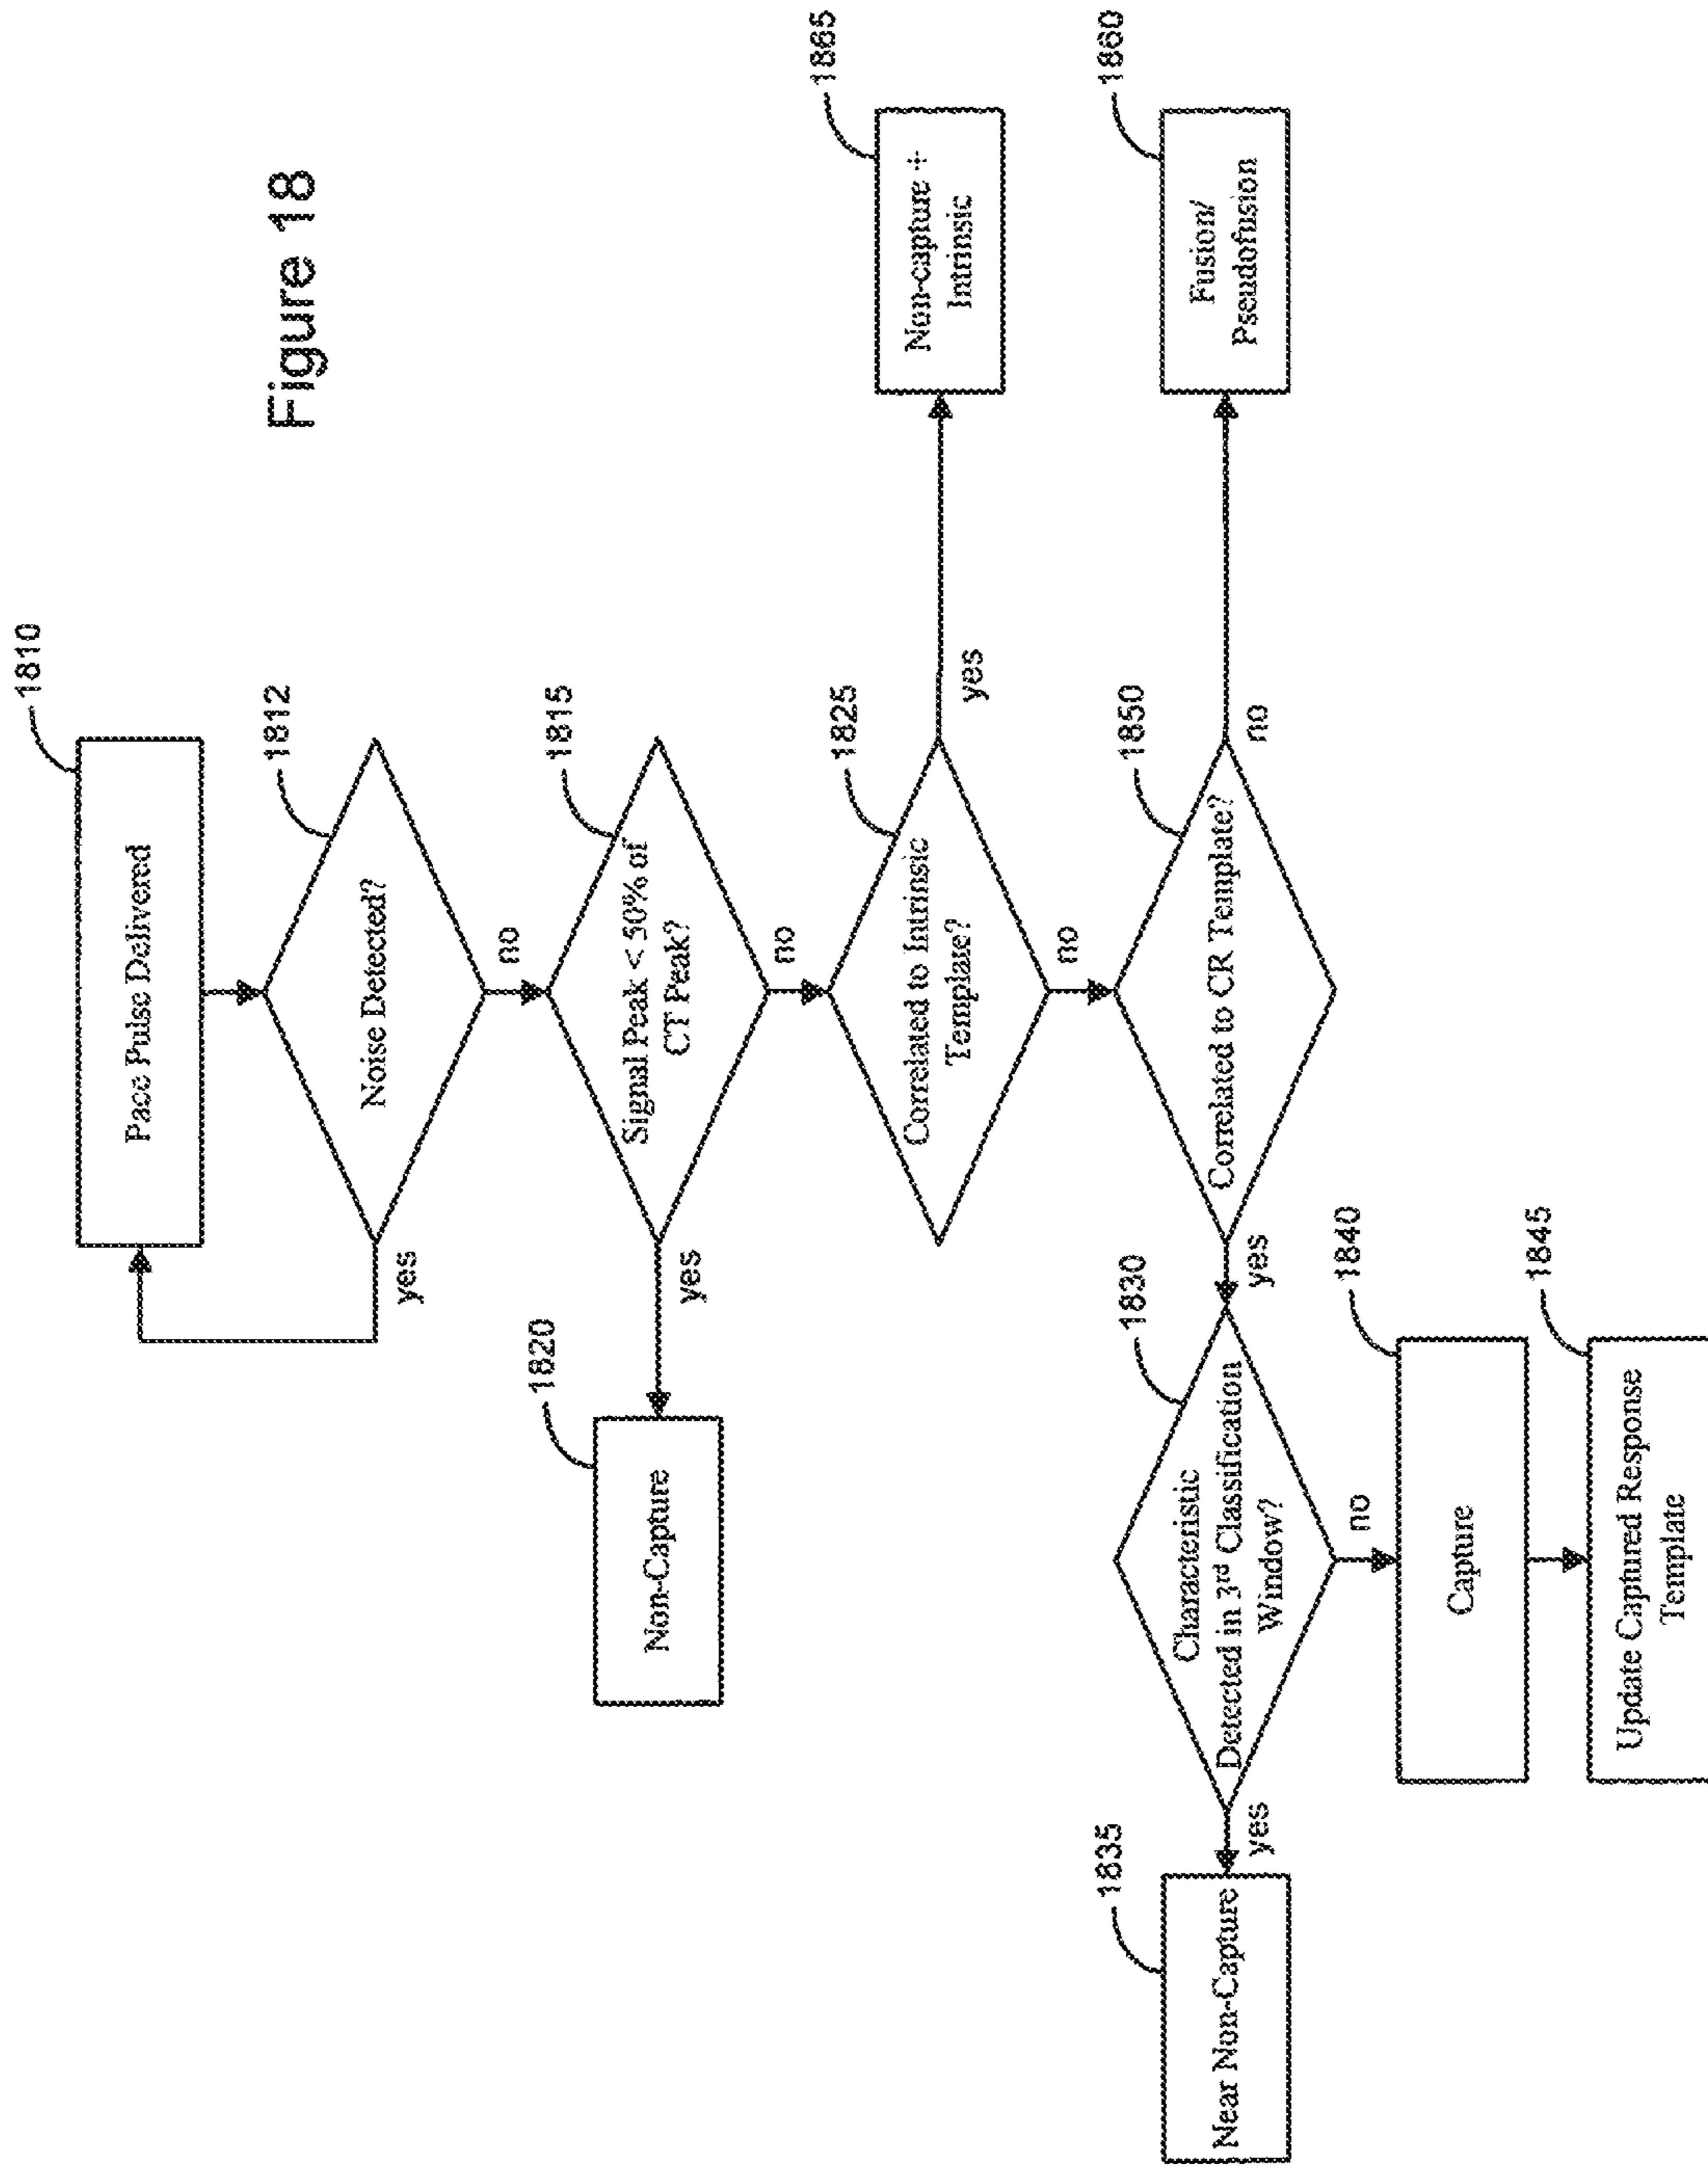 Figure 18
1810
Pace Pulse Delivered
1812
Noise Detected?
yes
no
1815
Signal Peak < 50% of
CT Peak?
yes
no
1820
Non-Capture
1825
Correlated to Intrinsic
Template?
yes
no
1865
Non-capture +
Intrinsic
1850
Correlated to CR Template?
yes
no
1860
Fusion/
Pseudofusion
1830
Characteristic
Detected in 3rd Classification
Window?
yes
no
1835
Near Non-Capture
1840
Capture
1845
Update Captured Response
Template